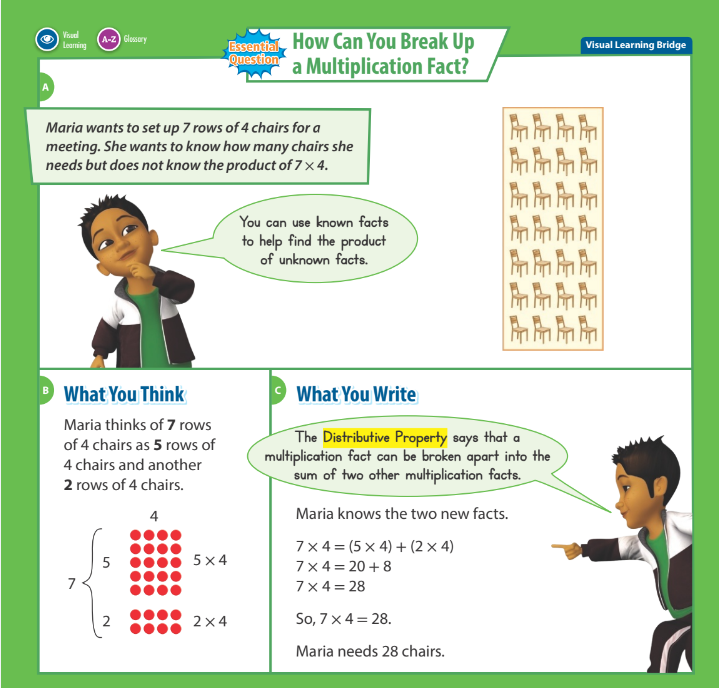 Visual
Learning
A-Z
Glossary
Essential
Question
How Can You Break Up
a Multiplication Fact?
Visual Learning Bridge
A
Maria wants to set up 7 rows of 4 chairs for a
meeting. She wants to know how many chairs she
needs but does not know the product of 7 × 4.
You can use known facts
to help find the product
of unknown facts.
B
What You Think
Maria thinks of 7 rows
of 4 chairs as 5 rows of
4 chairs and another
2 rows of 4 chairs.
4
5
5 × 4
7
2
2 × 4
C
What You Write
The Distributive Property says that a
multiplication fact can be broken apart into the
sum of two other multiplication facts.
Maria knows the two new facts.
7 × 4 = (5 × 4) + (2 × 4)
7 × 4 = 20 + 8
7 × 4 = 28
So, 7 × 4 = 28.
Maria needs 28 chairs.